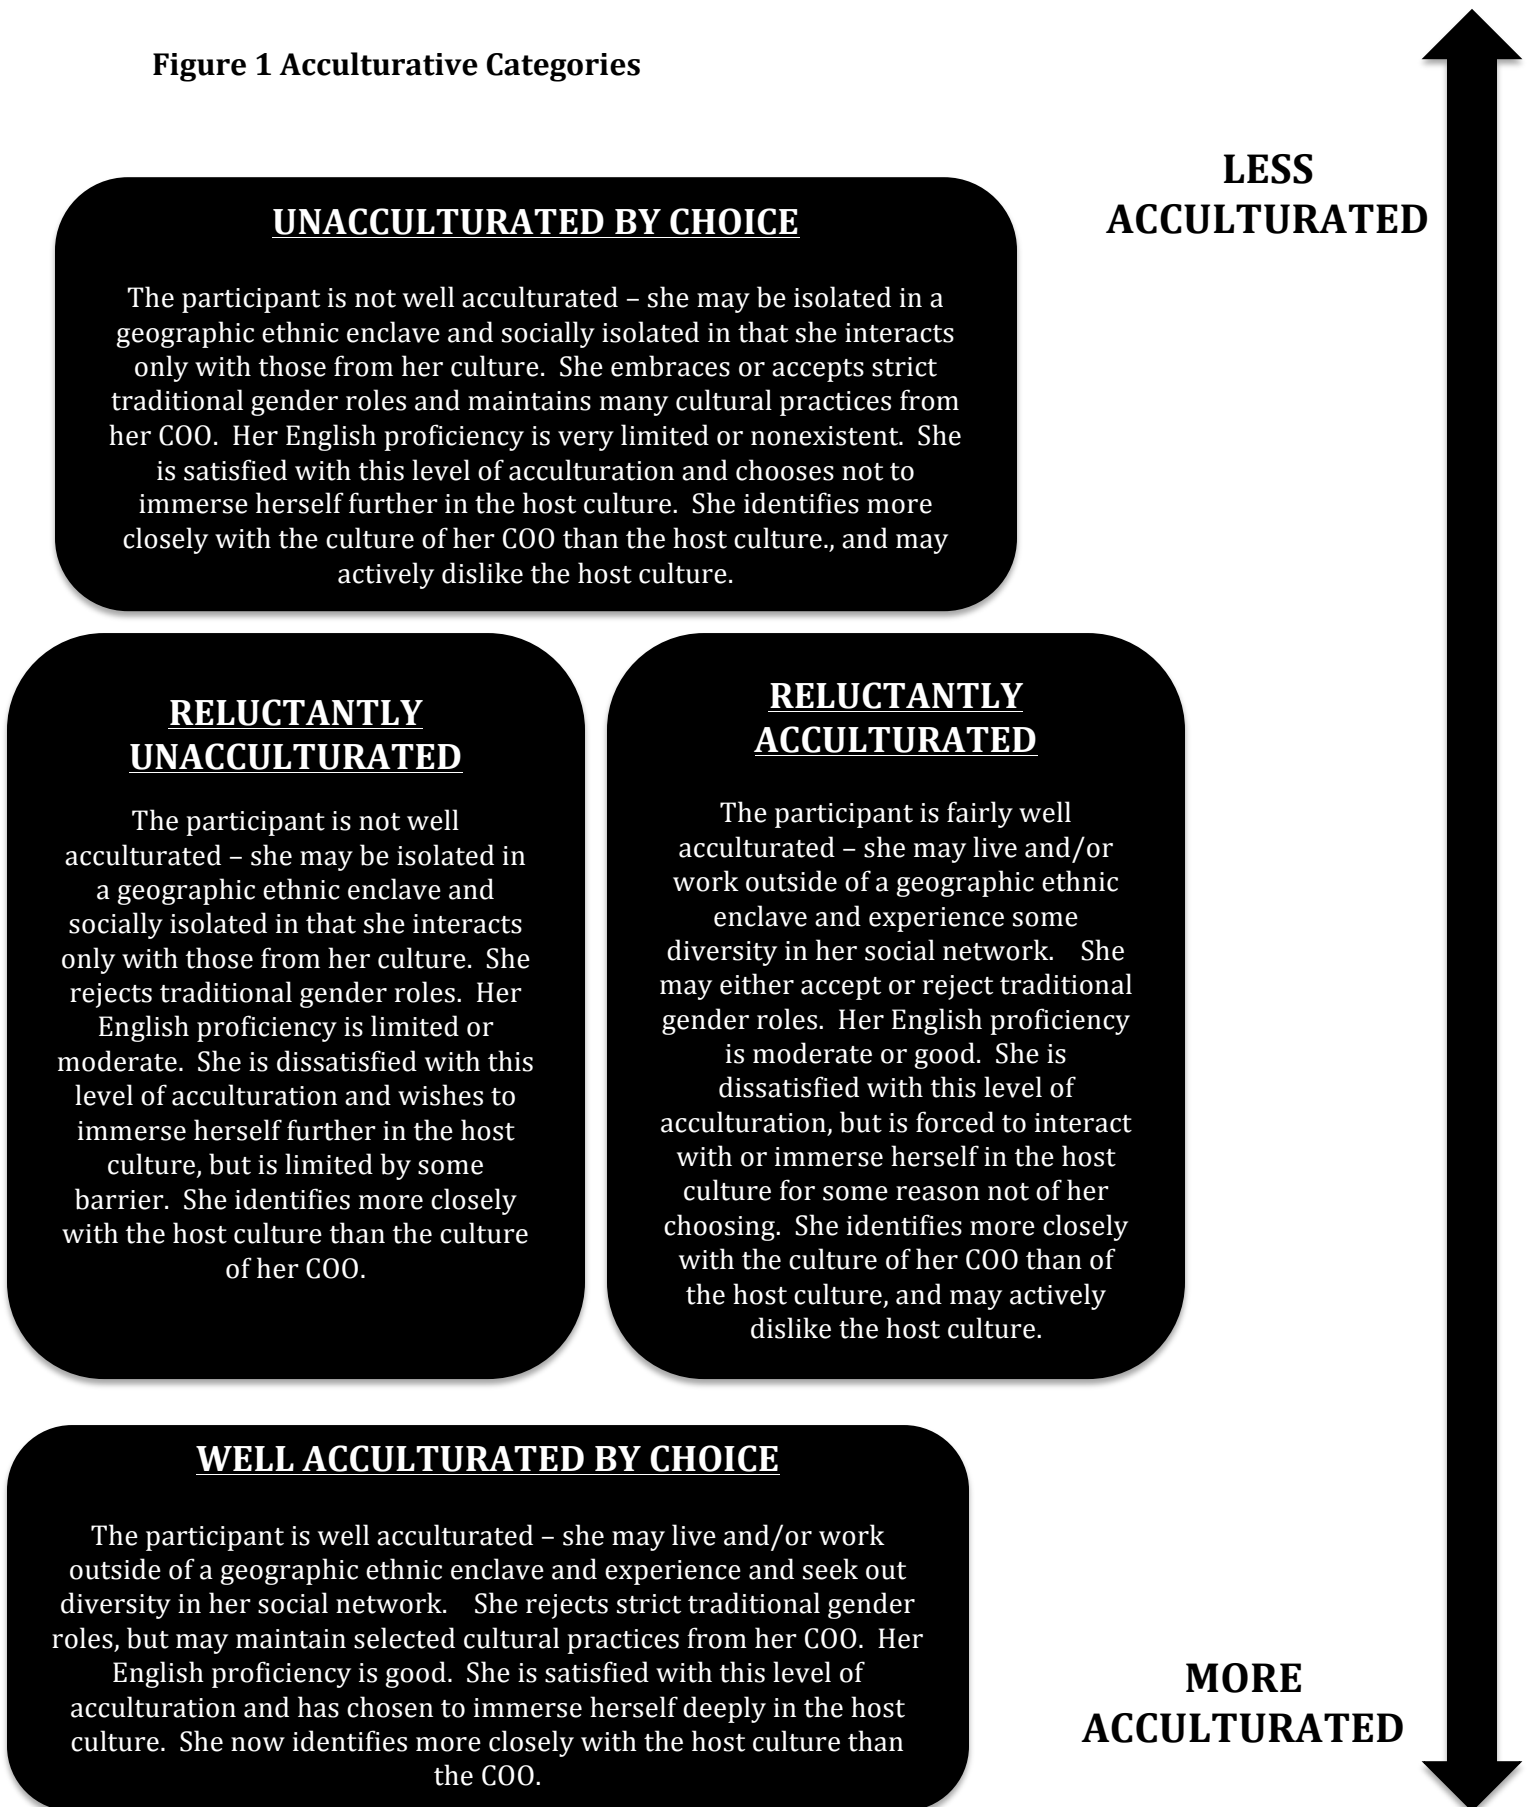 Figure 1 Acculturative Categories
LESS
ACCULTURATED
UNACCULTURATED BY CHOICE
The participant is not well acculturated – she may be isolated in a
geographic ethnic enclave and socially isolated in that she interacts
only with those from her culture.  She embraces or accepts strict
traditional gender roles and maintains many cultural practices from
her COO.  Her English proficiency is very limited or nonexistent.  She
is satisfied with this level of acculturation and chooses not to
immerse herself further in the host culture.  She identifies more
closely with the culture of her COO than the host culture., and may
actively dislike the host culture.
RELUCTANTLY
UNACCULTURATED
The participant is not well
acculturated – she may be isolated in
a geographic ethnic enclave and
socially isolated in that she interacts
only with those from her culture.  She
rejects traditional gender roles.  Her
English proficiency is limited or
moderate.  She is dissatisfied with this
level of acculturation and wishes to
immerse herself further in the host
culture, but is limited by some
barrier.  She identifies more closely
with the host culture than the culture
of her COO.
RELUCTANTLY
ACCULTURATED
The participant is fairly well
acculturated – she may live and/or
work outside of a geographic ethnic
enclave and experience some
diversity in her social network.    She
may either accept or reject traditional
gender roles.  Her English proficiency
is moderate or good.  She is
dissatisfied with this level of
acculturation, but is forced to interact
with or immerse herself in the host
culture for some reason not of her
choosing.  She identifies more closely
with the culture of her COO than of
the host culture, and may actively
dislike the host culture.
WELL ACCULTURATED BY CHOICE
The participant is well acculturated – she may live and/or work
outside of a geographic ethnic enclave and experience and seek out
diversity in her social network.    She rejects strict traditional gender
roles, but may maintain selected cultural practices from her COO.  Her
English proficiency is good.  She is satisfied with this level of
acculturation and has chosen to immerse herself deeply in the host
culture.  She now identifies more closely with the host culture than
the COO.
MORE
ACCULTURATED